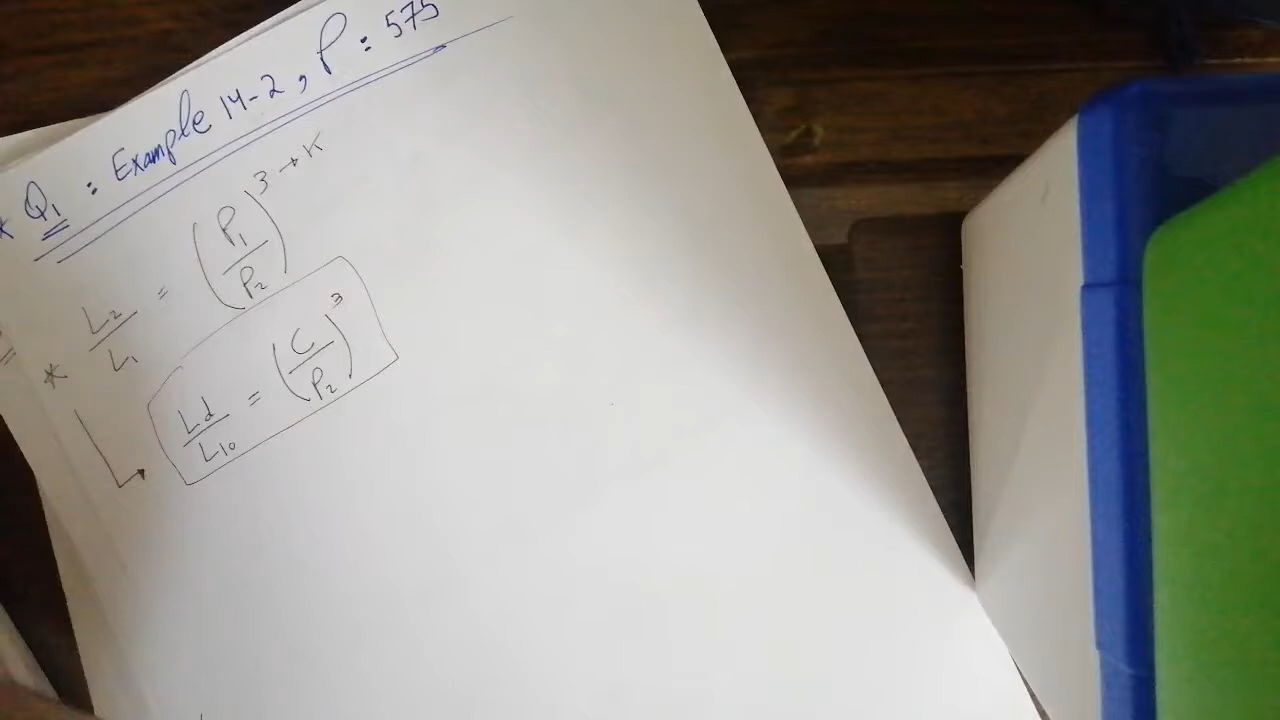 * Q1 : Example 14-2, P: 575
* L2/L1 = (P1/P2)^3 → K
Ld/L10 = (C/P2)^3